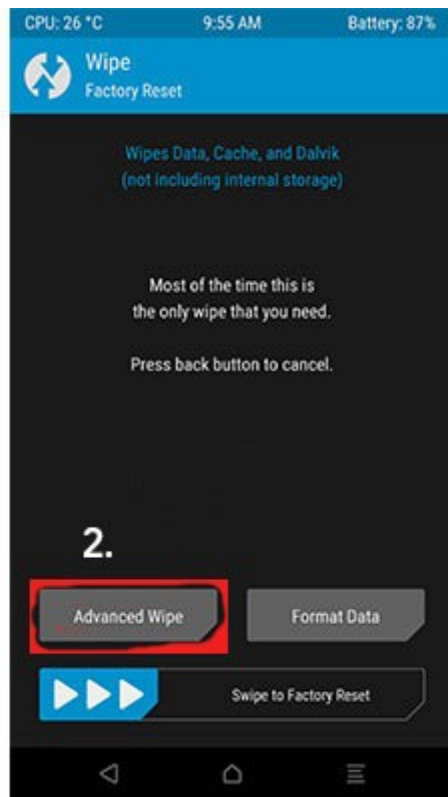 CPU: 26 °C 9:55 AM Battery: 87%
Wipe
Factory Reset
Wipes Data, Cache, and Dalvik
(not including internal storage)
Most of the time this is
the only wipe that you need.
Press back button to cancel.
2.
Advanced Wipe Format Data
Swipe to Factory Reset